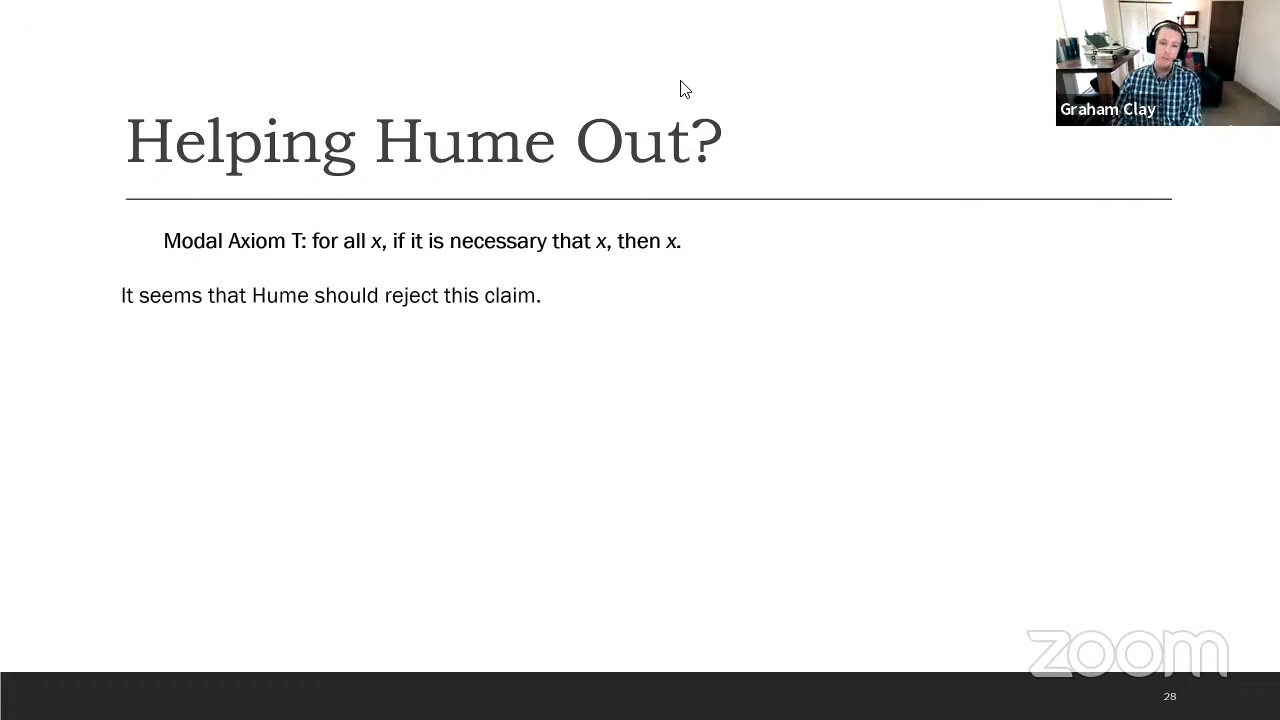 Graham Clay
Helping Hume Out?
Modal Axiom T: for all x, if it is necessary that x, then x.
It seems that Hume should reject this claim.
zoom
28